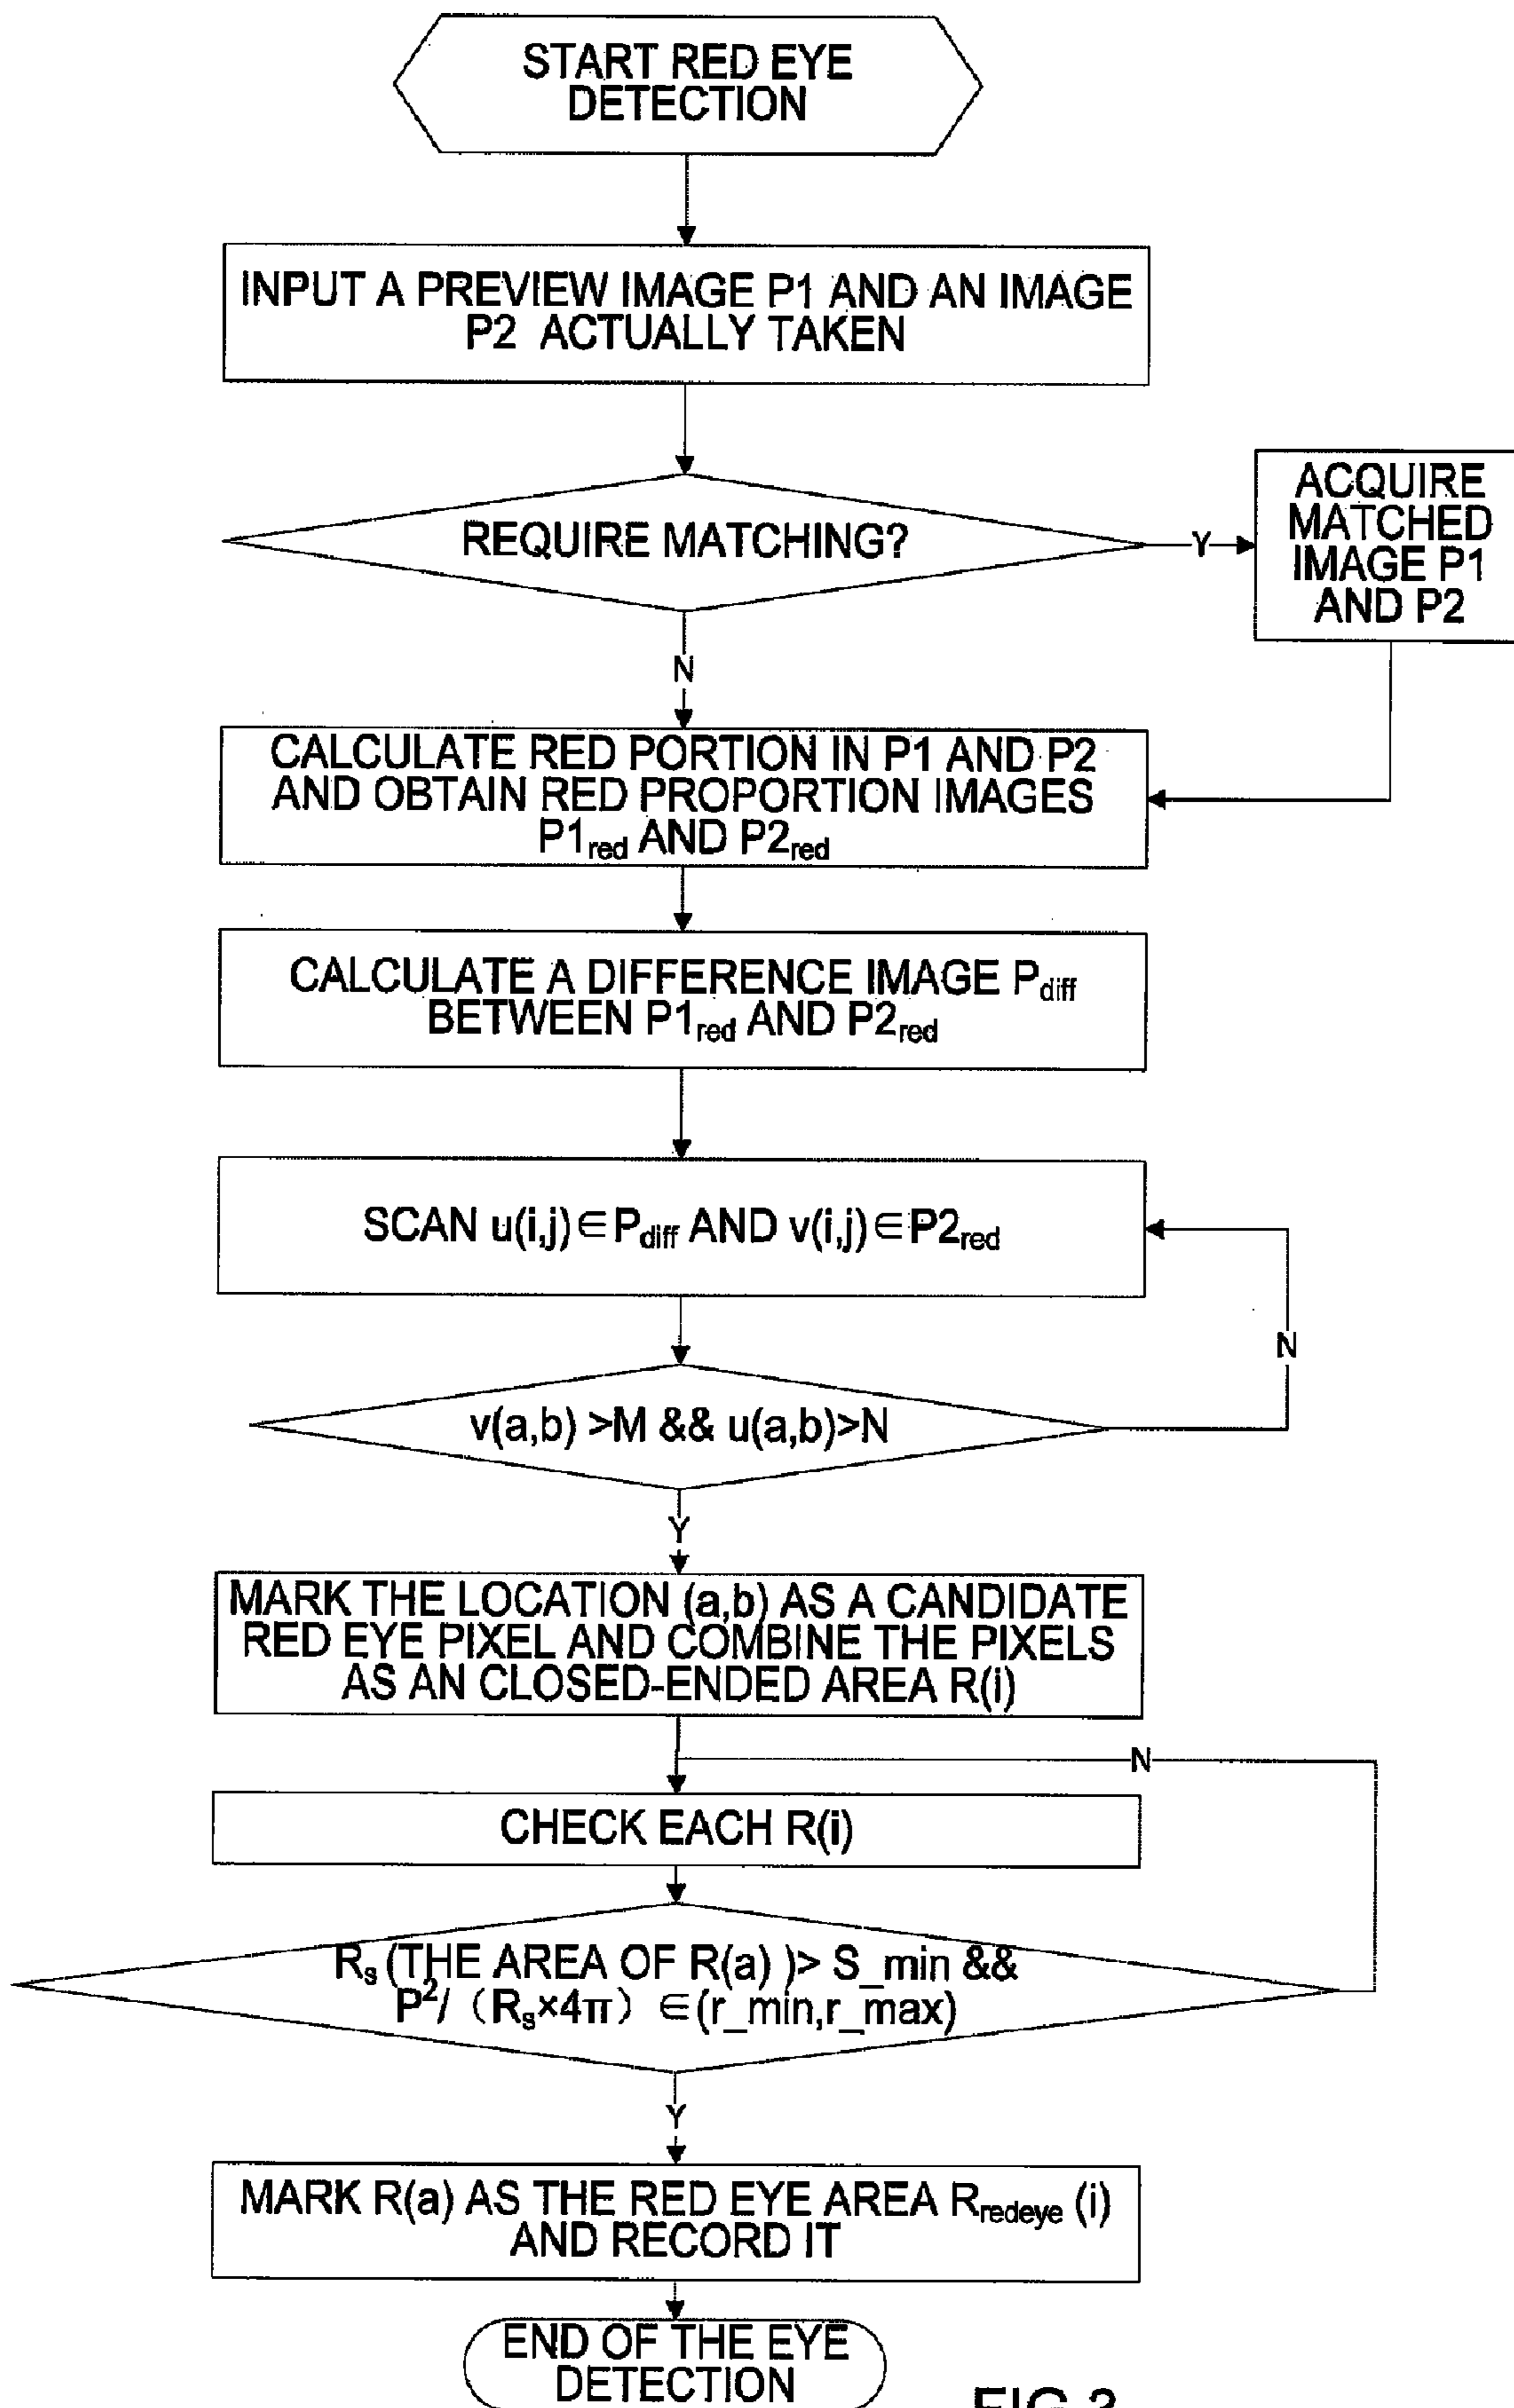 START RED EYE
DETECTION
INPUT A PREVIEW IMAGE P1 AND AN IMAGE
P2 ACTUALLY TAKEN
REQUIRE MATCHING?
Y
ACQUIRE
MATCHED
IMAGE P1
AND P2
N
CALCULATE RED PORTION IN P1 AND P2
AND OBTAIN RED PROPORTION IMAGES
P1red AND P2red
CALCULATE A DIFFERENCE IMAGE Pdiff
BETWEEN P1red AND P2red
SCAN u(i,j)∈Pdiff AND v(i,j)∈P2red
N
v(a,b) >M && u(a,b)>N
Y
MARK THE LOCATION (a,b) AS A CANDIDATE
RED EYE PIXEL AND COMBINE THE PIXELS
AS AN CLOSED-ENDED AREA R(i)
N
CHECK EACH R(i)
Rs (THE AREA OF R(a) )> S_min &&
P²/（Rs×4π）∈(r_min,r_max)
Y
MARK R(a) AS THE RED EYE AREA Rredeye (i)
AND RECORD IT
END OF THE EYE
DETECTION
FIG.2